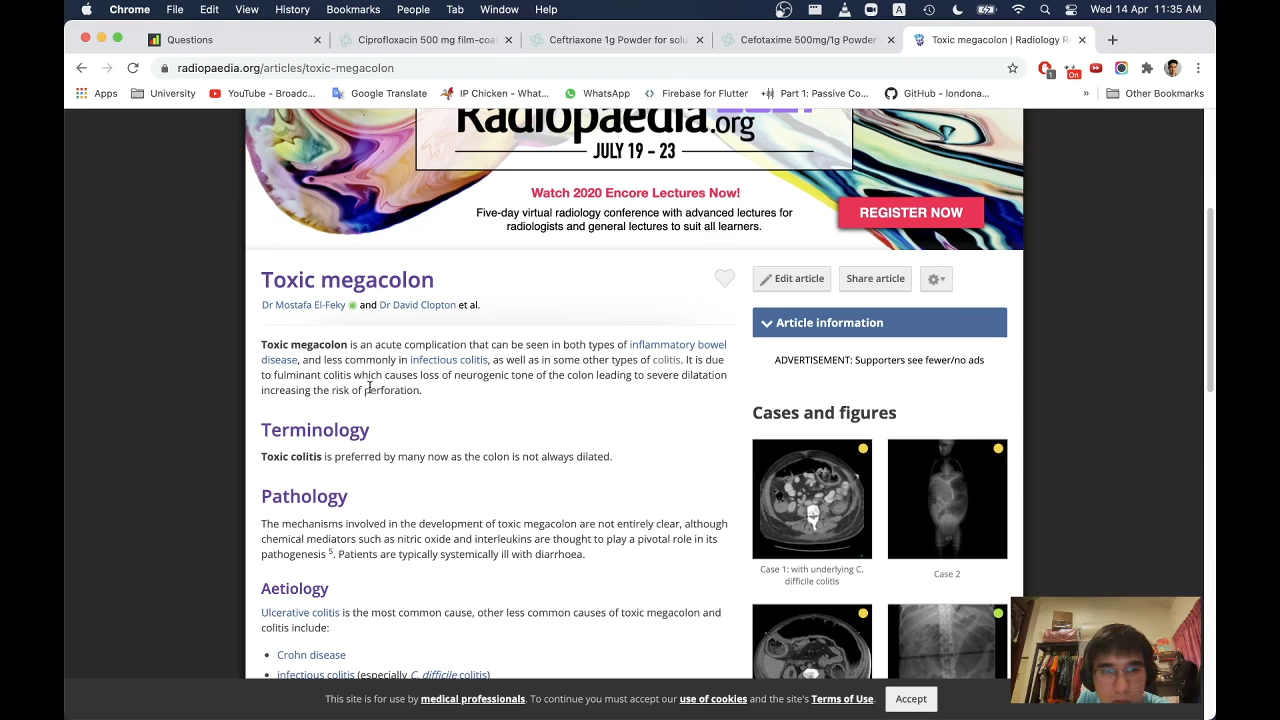 Chrome File Edit View History Bookmarks People Tab Window Help Wed 14 Apr 11:35 AM
Questions
Ciprofloxacin 500 mg film-coat
Ceftriaxone 1g Powder for solu
Cefotaxime 500mg/1g Powder
Toxic megacolon | Radiology Re
radiopaedia.org/articles/toxic-megacolon
Apps University YouTube - Broadc... Google Translate IP Chicken - What... WhatsApp Firebase for Flutter Part 1: Passive Co... GitHub - londona... » Other Bookmarks
Radiopaedia.org
JULY 19 – 23
Watch 2020 Encore Lectures Now!
Five-day virtual radiology conference with advanced lectures for
radiologists and general lectures to suit all learners.
REGISTER NOW
Toxic megacolon
Dr Mostafa El-Feky and Dr David Clopton et al.
Toxic megacolon is an acute complication that can be seen in both types of inflammatory bowel
disease, and less commonly in infectious colitis, as well as in some other types of colitis. It is due
to fulminant colitis which causes loss of neurogenic tone of the colon leading to severe dilatation
increasing the risk of perforation.
Terminology
Toxic colitis is preferred by many now as the colon is not always dilated.
Pathology
The mechanisms involved in the development of toxic megacolon are not entirely clear, although
chemical mediators such as nitric oxide and interleukins are thought to play a pivotal role in its
pathogenesis 5. Patients are typically systemically ill with diarrhoea.
Aetiology
Ulcerative colitis is the most common cause, other less common causes of toxic megacolon and
colitis include:
Crohn disease
infectious colitis (especially C. difficile colitis)
Edit article
Share article
Article information
ADVERTISEMENT: Supporters see fewer/no ads
Cases and figures
Case 1: with underlying C.
difficile colitis
Case 2
This site is for use by medical professionals. To continue you must accept our use of cookies and the site's Terms of Use.
Accept